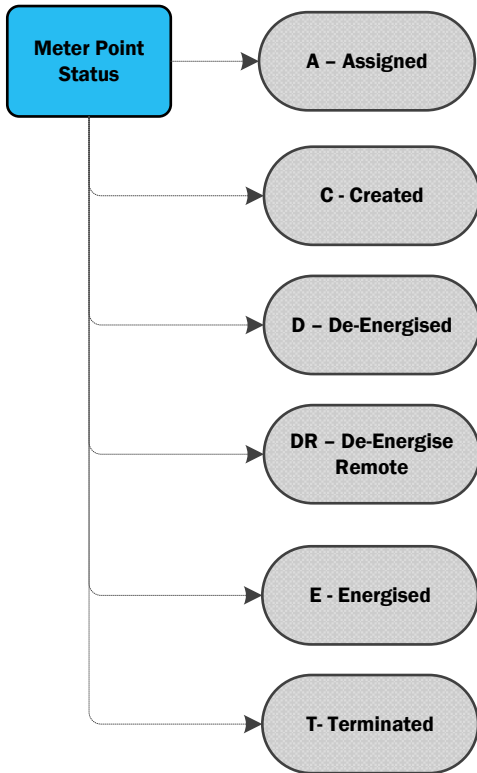 Meter Point
Status
A – Assigned
C - Created
D – De-Energised
DR – De-Energise
Remote
E - Energised
T- Terminated